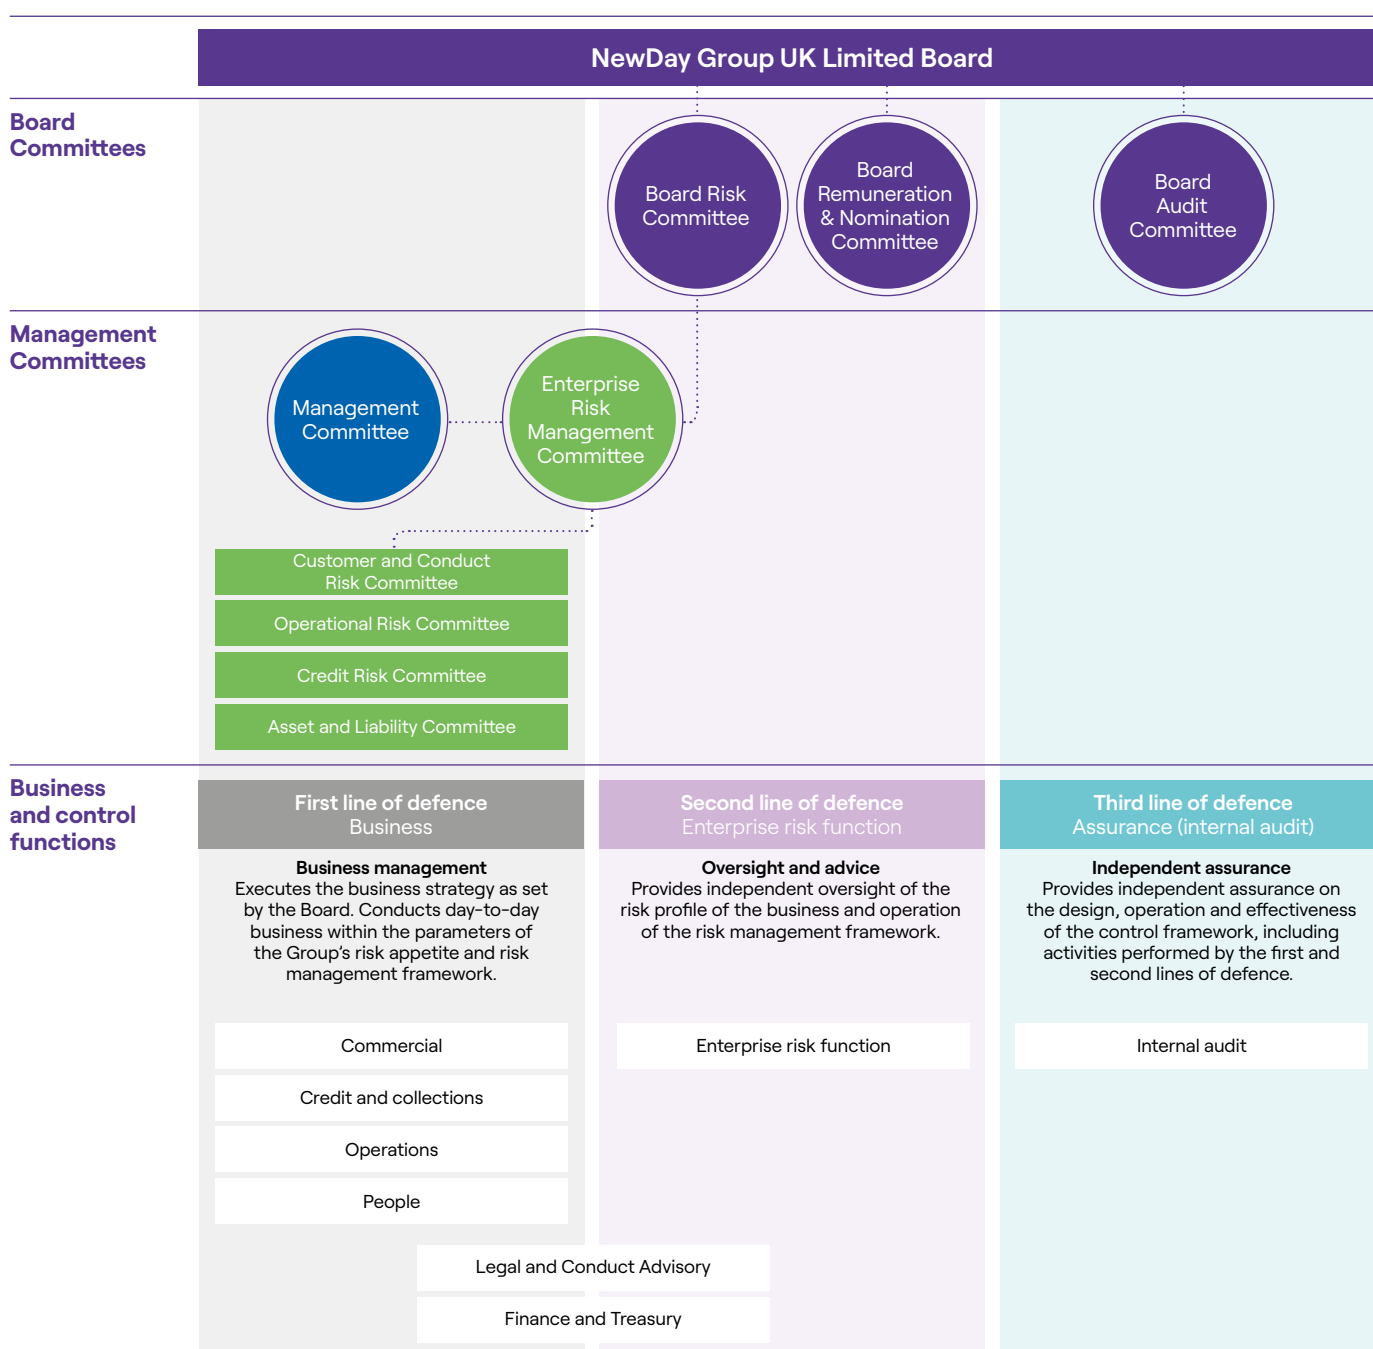 NewDay Group UK Limited Board
Board
Committees
Board Risk
Committee
Board
Remuneration
& Nomination
Committee
Board
Audit
Committee
Management
Committees
Management
Committee
Enterprise
Risk
Management
Committee
Customer and Conduct
Risk Committee
Operational Risk Committee
Credit Risk Committee
Asset and Liability Committee
Business
and control
functions
First line of defence
Business
Business management
Executes the business strategy as set
by the Board. Conducts day-to-day
business within the parameters of
the Group's risk appetite and risk
management framework.
Commercial
Credit and collections
Operations
People
Second line of defence
Enterprise risk function
Oversight and advice
Provides independent oversight of the
risk profile of the business and operation
of the risk management framework.
Enterprise risk function
Third line of defence
Assurance (internal audit)
Independent assurance
Provides independent assurance on
the design, operation and effectiveness
of the control framework, including
activities performed by the first and
second lines of defence.
Internal audit
Legal and Conduct Advisory
Finance and Treasury